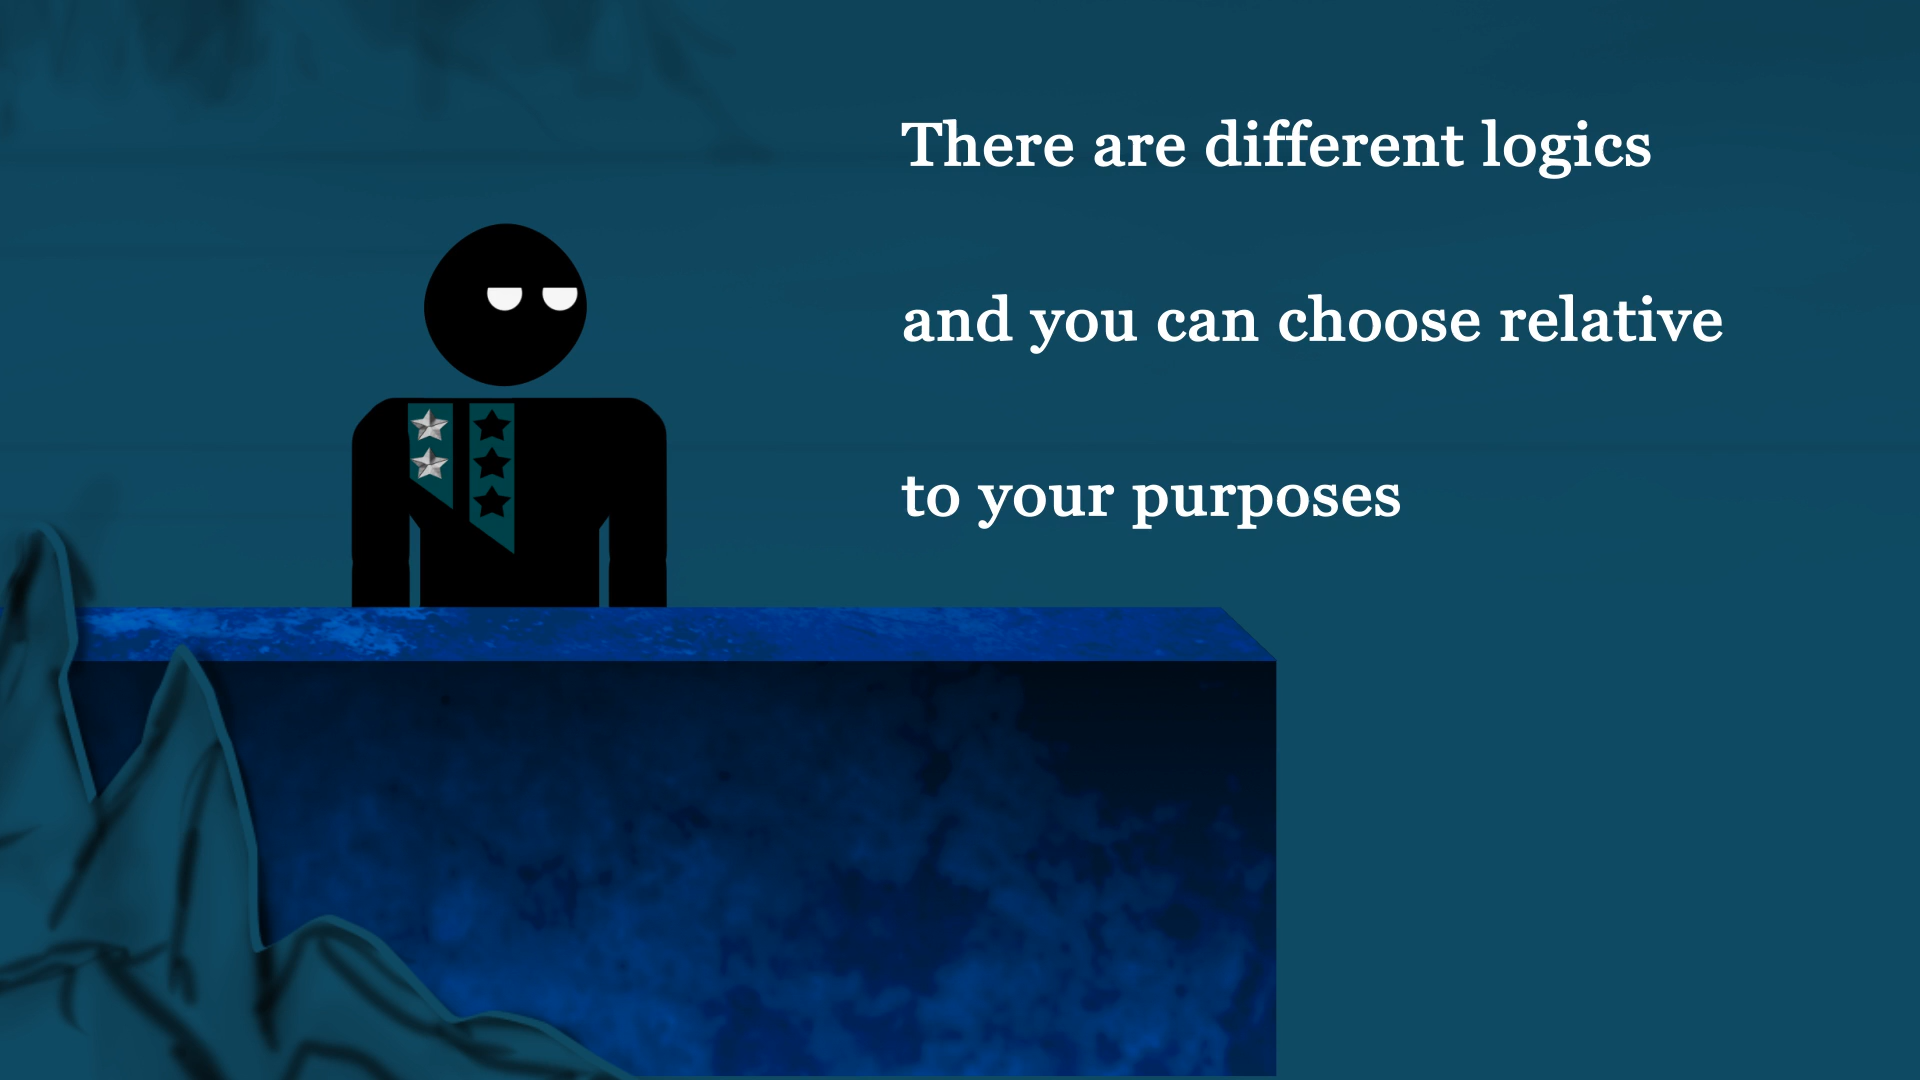 There are different logics
and you can choose relative
to your purposes